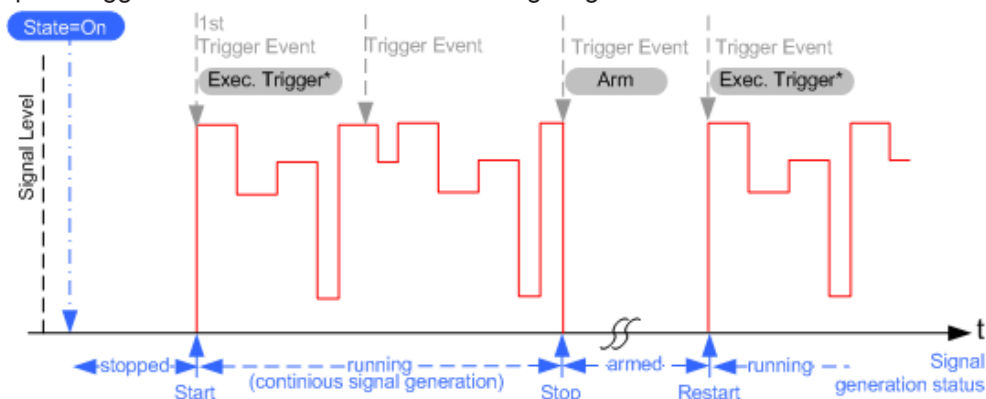 State=On
1st
Trigger Event
Trigger Event
Trigger Event
Trigger Event
Exec. Trigger*
Arm
Exec. Trigger*
Signal Level
t
stopped
running
armed
running
Signal
(continious signal generation)
generation status
Start
Stop
Restart